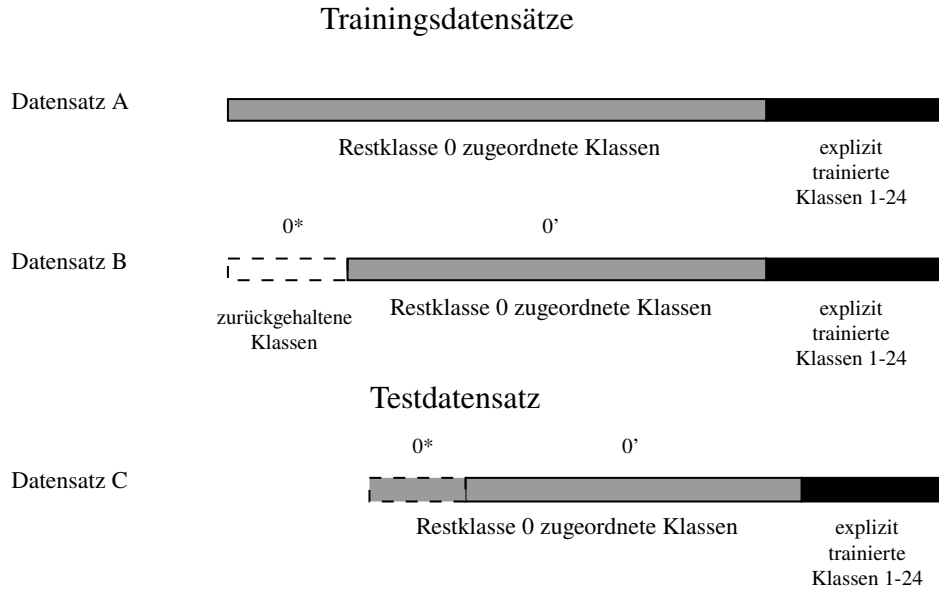 Trainingsdatensätze
Datensatz A
Restklasse 0 zugeordnete Klassen
explizit
trainierte
Klassen 1-24
0*
0'
Datensatz B
Restklasse 0 zugeordnete Klassen
zurückgehaltene
Klassen
explizit
trainierte
Klassen 1-24
Testdatensatz
0*
0'
Datensatz C
Restklasse 0 zugeordnete Klassen
explizit
trainierte
Klassen 1-24